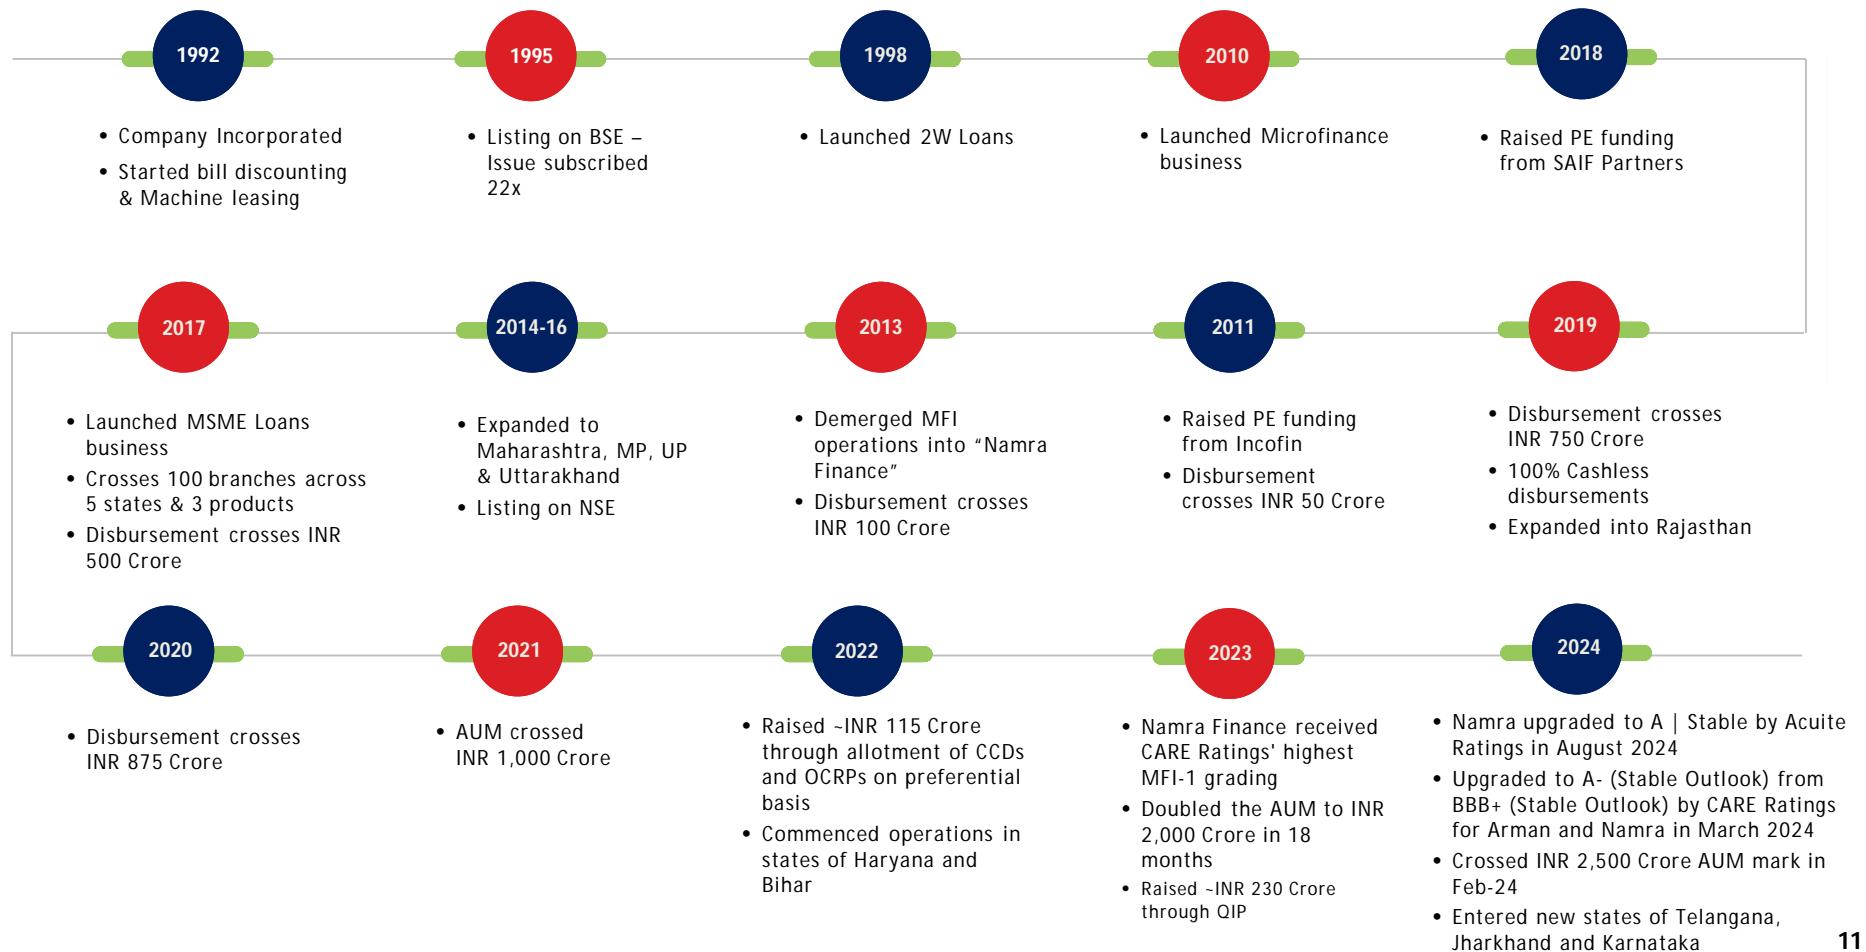 1992
• Company Incorporated
• Started bill discounting
& Machine leasing
1995
• Listing on BSE –
Issue subscribed
22x
1998
• Launched 2W Loans
2010
• Launched Microfinance
business
2018
• Raised PE funding
from SAIF Partners
2017
• Launched MSME Loans
business
• Crosses 100 branches across
5 states & 3 products
• Disbursement crosses INR
500 Crore
2014-16
• Expanded to
Maharashtra, MP, UP
& Uttarakhand
• Listing on NSE
2013
• Demerged MFI
operations into “Namra
Finance”
• Disbursement crosses
INR 100 Crore
2011
• Raised PE funding
from Incofin
• Disbursement
crosses INR 50 Crore
2019
• Disbursement crosses
INR 750 Crore
• 100% Cashless
disbursements
• Expanded into Rajasthan
2020
• Disbursement crosses
INR 875 Crore
2021
• AUM crossed
INR 1,000 Crore
2022
• Raised ~INR 115 Crore
through allotment of CCDs
and OCRPs on preferential
basis
• Commenced operations in
states of Haryana and
Bihar
2023
• Namra Finance received
CARE Ratings' highest
MFI-1 grading
• Doubled the AUM to INR
2,000 Crore in 18
months
• Raised ~INR 230 Crore
through QIP
2024
• Namra upgraded to A | Stable by Acuite
Ratings in August 2024
• Upgraded to A- (Stable Outlook) from
BBB+ (Stable Outlook) by CARE Ratings
for Arman and Namra in March 2024
• Crossed INR 2,500 Crore AUM mark in
Feb-24
• Entered new states of Telangana,
Jharkhand and Karnataka
11